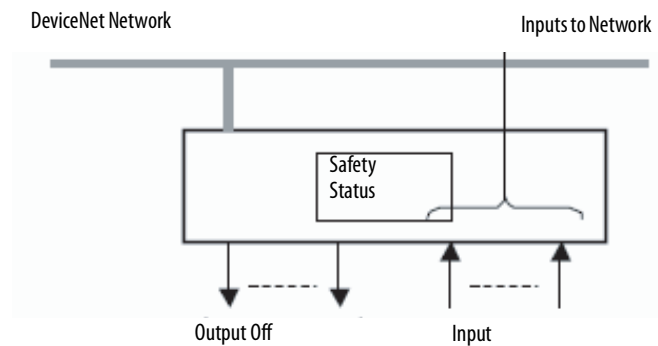 DeviceNet Network
Inputs to Network
Safety
Status
Output Off
Input